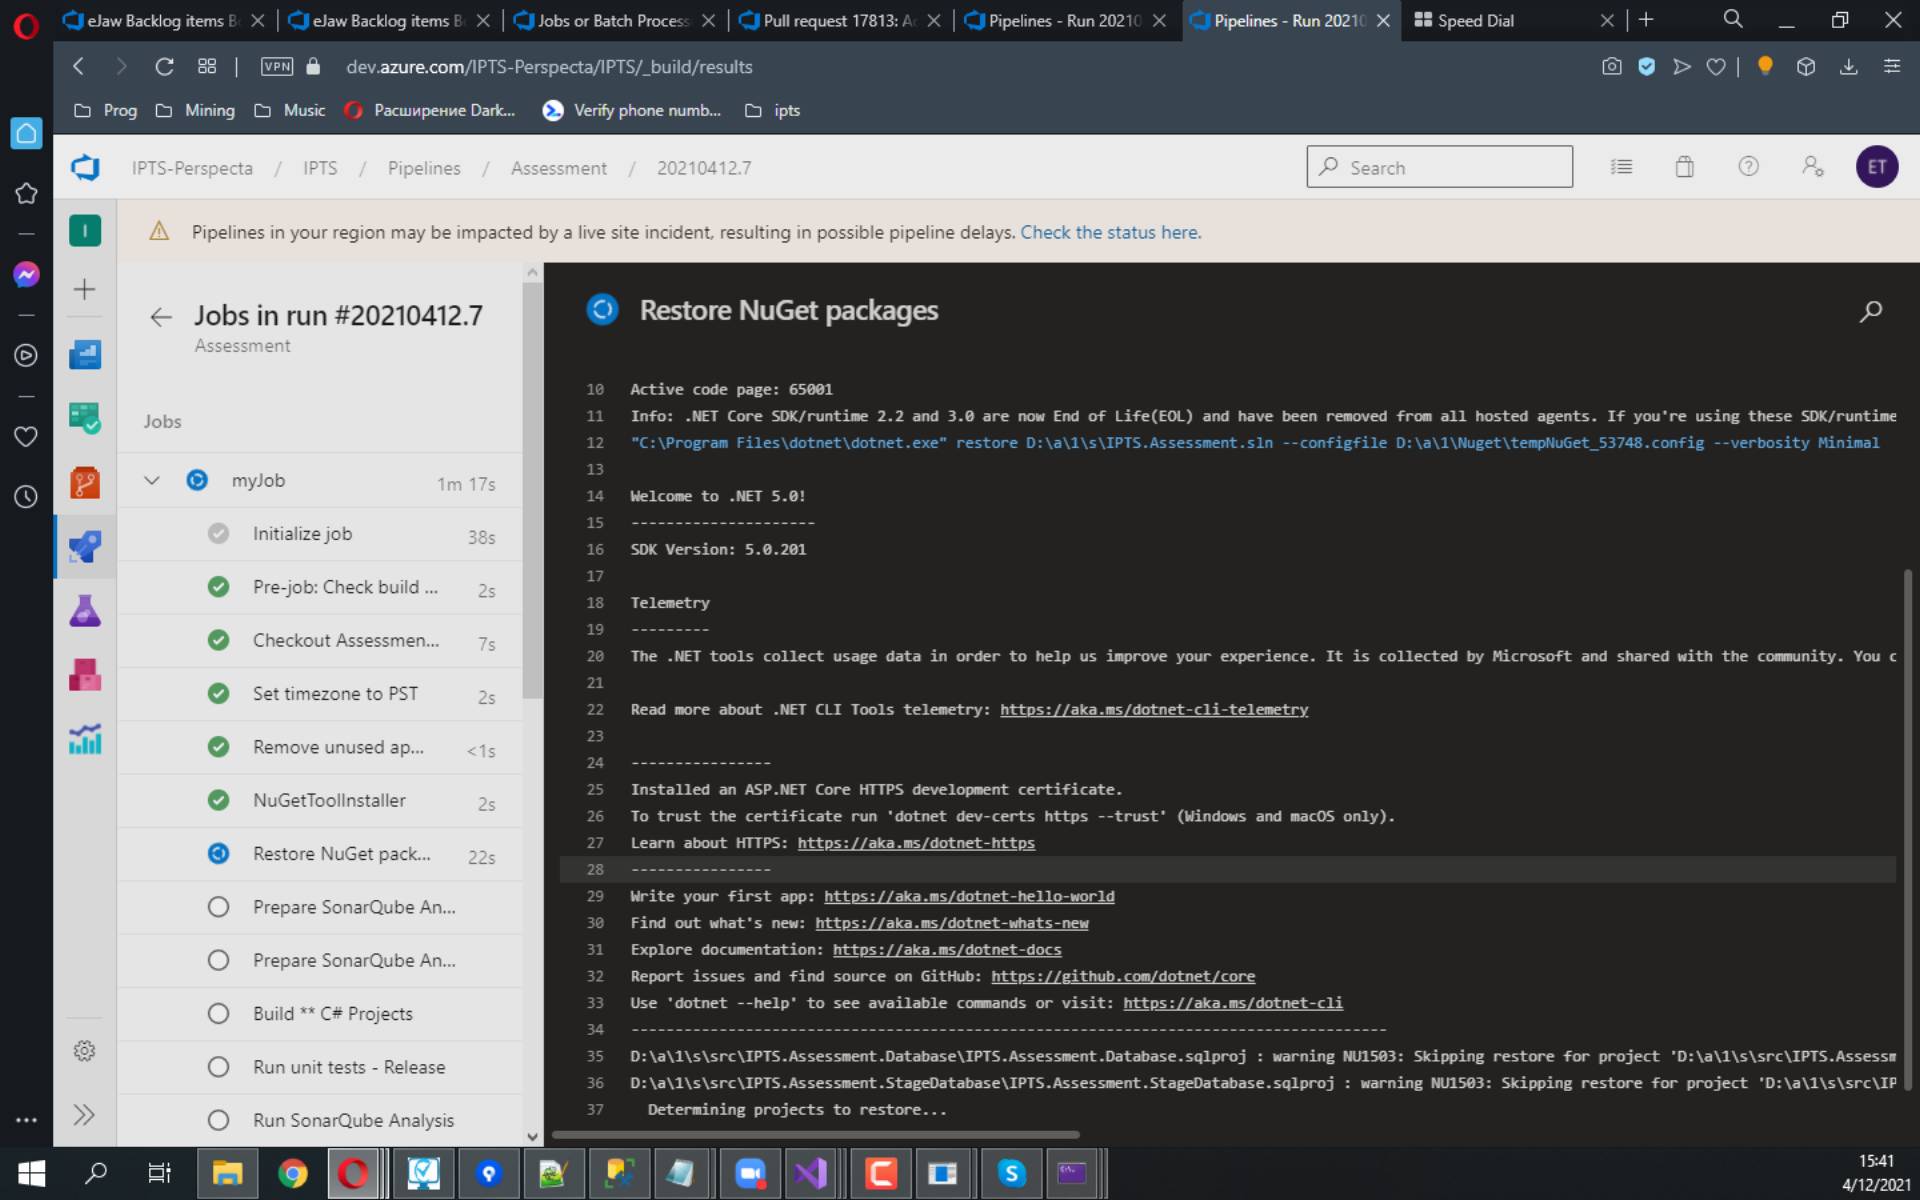 eJaw Backlog items B
eJaw Backlog items B
Jobs or Batch Process
Pull request 17813: A
Pipelines - Run 20210
Pipelines - Run 20210
Speed Dial
VPN
dev.azure.com/IPTS-Perspecta/IPTS/_build/results
Prog
Mining
Music
Расширение Dark...
Verify phone numb...
ipts
IPTS-Perspecta / IPTS / Pipelines / Assessment / 20210412.7
Search
ET
I
Pipelines in your region may be impacted by a live site incident, resulting in possible pipeline delays. Check the status here.
Jobs in run #20210412.7
Assessment
Jobs
myJob 1m 17s
Initialize job 38s
Pre-job: Check build ... 2s
Checkout Assessmen... 7s
Set timezone to PST 2s
Remove unused ap... <1s
NuGetToolInstaller 2s
Restore NuGet pack... 22s
Prepare SonarQube An...
Prepare SonarQube An...
Build ** C# Projects
Run unit tests - Release
Run SonarQube Analysis
Restore NuGet packages
10 Active code page: 65001
11 Info: .NET Core SDK/runtime 2.2 and 3.0 are now End of Life(EOL) and have been removed from all hosted agents. If you're using these SDK/runtime
12 "C:\Program Files\dotnet\dotnet.exe" restore D:\a\1\s\IPTS.Assessment.sln --configfile D:\a\1\Nuget\tempNuGet_53748.config --verbosity Minimal
13
14 Welcome to .NET 5.0!
15 ---------------------
16 SDK Version: 5.0.201
17
18 Telemetry
19 ---------
20 The .NET tools collect usage data in order to help us improve your experience. It is collected by Microsoft and shared with the community. You c
21
22 Read more about .NET CLI Tools telemetry: https://aka.ms/dotnet-cli-telemetry
23
24 ----------------
25 Installed an ASP.NET Core HTTPS development certificate.
26 To trust the certificate run 'dotnet dev-certs https --trust' (Windows and macOS only).
27 Learn about HTTPS: https://aka.ms/dotnet-https
28 ----------------
29 Write your first app: https://aka.ms/dotnet-hello-world
30 Find out what's new: https://aka.ms/dotnet-whats-new
31 Explore documentation: https://aka.ms/dotnet-docs
32 Report issues and find source on GitHub: https://github.com/dotnet/core
33 Use 'dotnet --help' to see available commands or visit: https://aka.ms/dotnet-cli
34 --------------------------------------------------------------------------------------
35 D:\a\1\s\src\IPTS.Assessment.Database\IPTS.Assessment.Database.sqlproj : warning NU1503: Skipping restore for project 'D:\a\1\s\src\IPTS.Assessm
36 D:\a\1\s\src\IPTS.Assessment.StageDatabase\IPTS.Assessment.StageDatabase.sqlproj : warning NU1503: Skipping restore for project 'D:\a\1\s\src\IP
37 Determining projects to restore...
15:41
4/12/2021